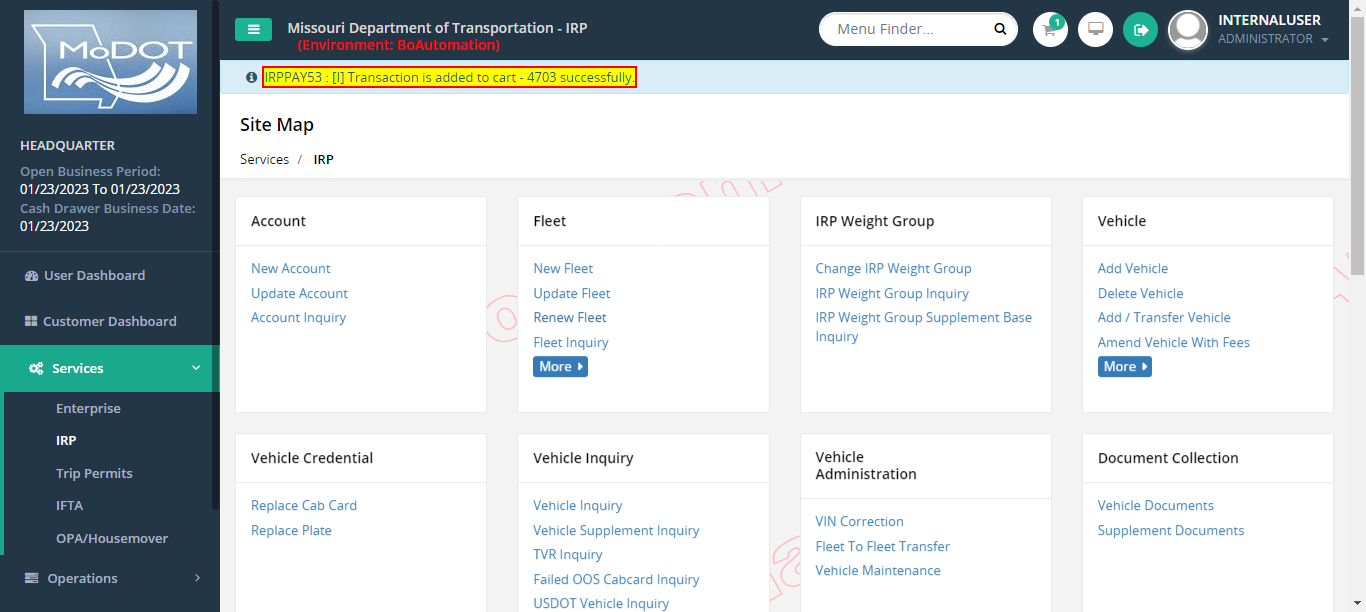 MoDOT
HEADQUARTER
Open Business Period:
01/23/2023 To 01/23/2023
Cash Drawer Business Date:
01/23/2023
User Dashboard
Customer Dashboard
Services
Enterprise
IRP
Trip Permits
IFTA
OPA/Housemover
Operations
Missouri Department of Transportation - IRP
(Environment: BoAutomation)
Menu Finder...
1
INTERNALUSER
ADMINISTRATOR
IRPPAY53 : [I] Transaction is added to cart - 4703 successfully.
Site Map
Services / IRP
Account
New Account
Update Account
Account Inquiry
Fleet
New Fleet
Update Fleet
Renew Fleet
Fleet Inquiry
More
IRP Weight Group
Change IRP Weight Group
IRP Weight Group Inquiry
IRP Weight Group Supplement Base
Inquiry
Vehicle
Add Vehicle
Delete Vehicle
Add / Transfer Vehicle
Amend Vehicle With Fees
More
Vehicle Credential
Replace Cab Card
Replace Plate
Vehicle Inquiry
Vehicle Inquiry
Vehicle Supplement Inquiry
TVR Inquiry
Failed OOS Cabcard Inquiry
USDOT Vehicle Inquiry
Vehicle
Administration
VIN Correction
Fleet To Fleet Transfer
Vehicle Maintenance
Document Collection
Vehicle Documents
Supplement Documents